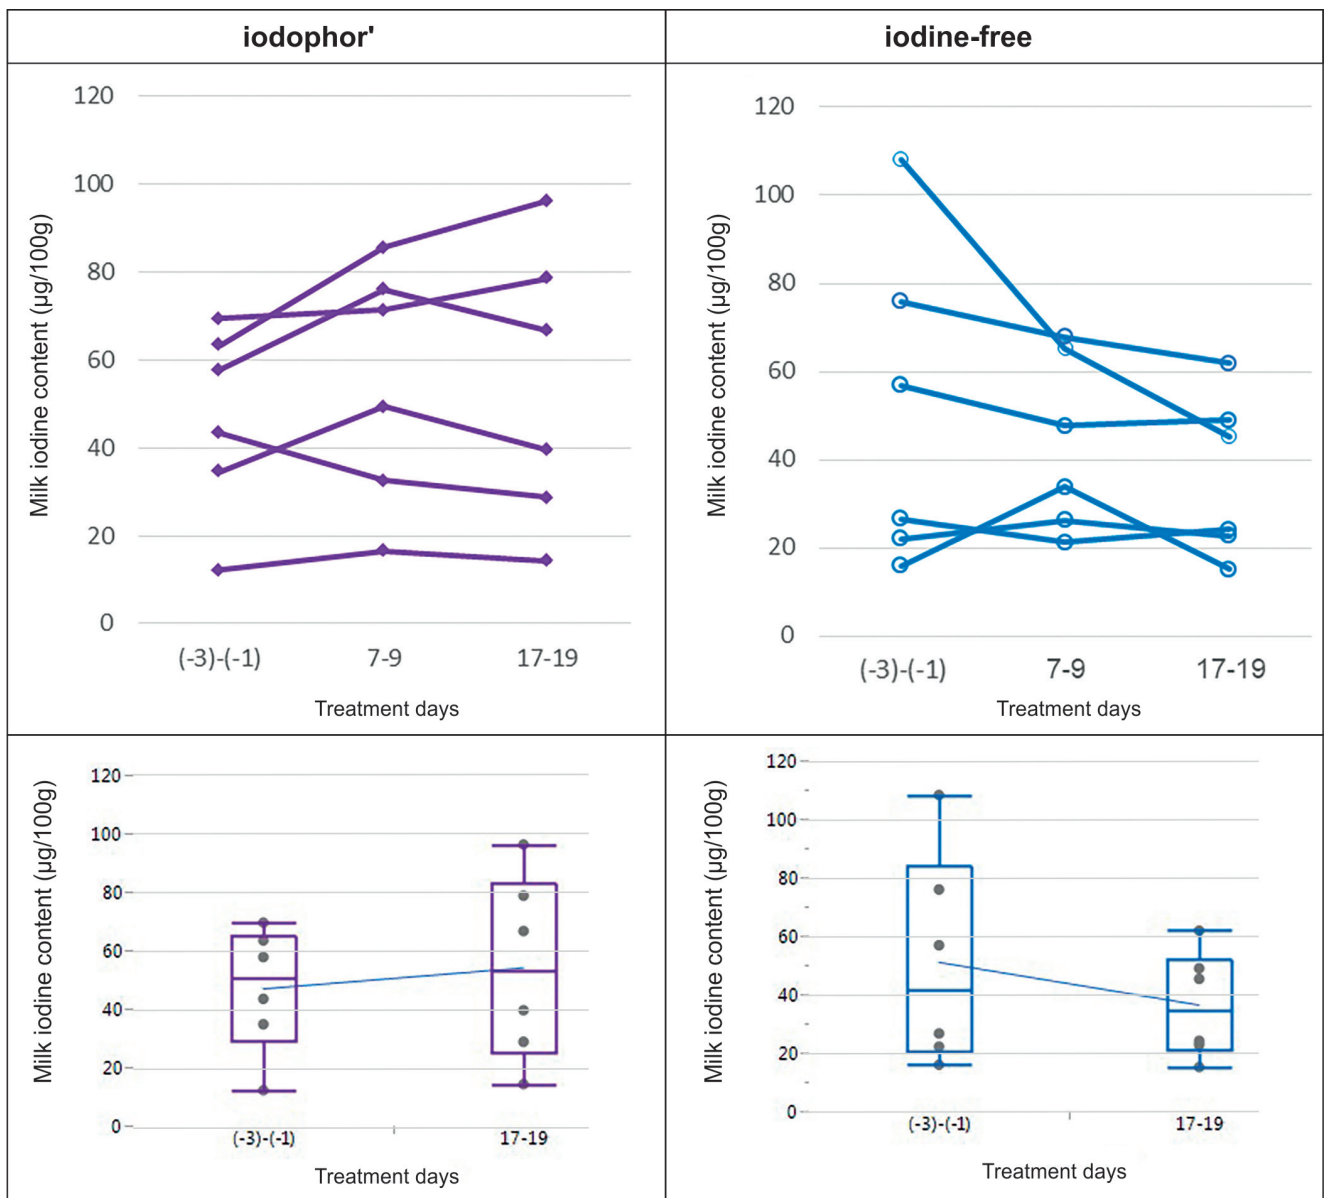 iodophor'
iodine-free
Milk iodine content (µg/100g)
120
100
80
60
40
20
0
(-3)-(-1) 7-9 17-19
Treatment days
Milk iodine content (µg/100g)
120
100
80
60
40
20
0
(-3)-(-1) 7-9 17-19
Treatment days
Milk iodine content (µg/100g)
120
100
80
60
40
20
0
(-3)-(-1) 17-19
Treatment days
Milk iodine content (µg/100g)
120
100
80
60
40
20
0
(-3)-(-1) 17-19
Treatment days